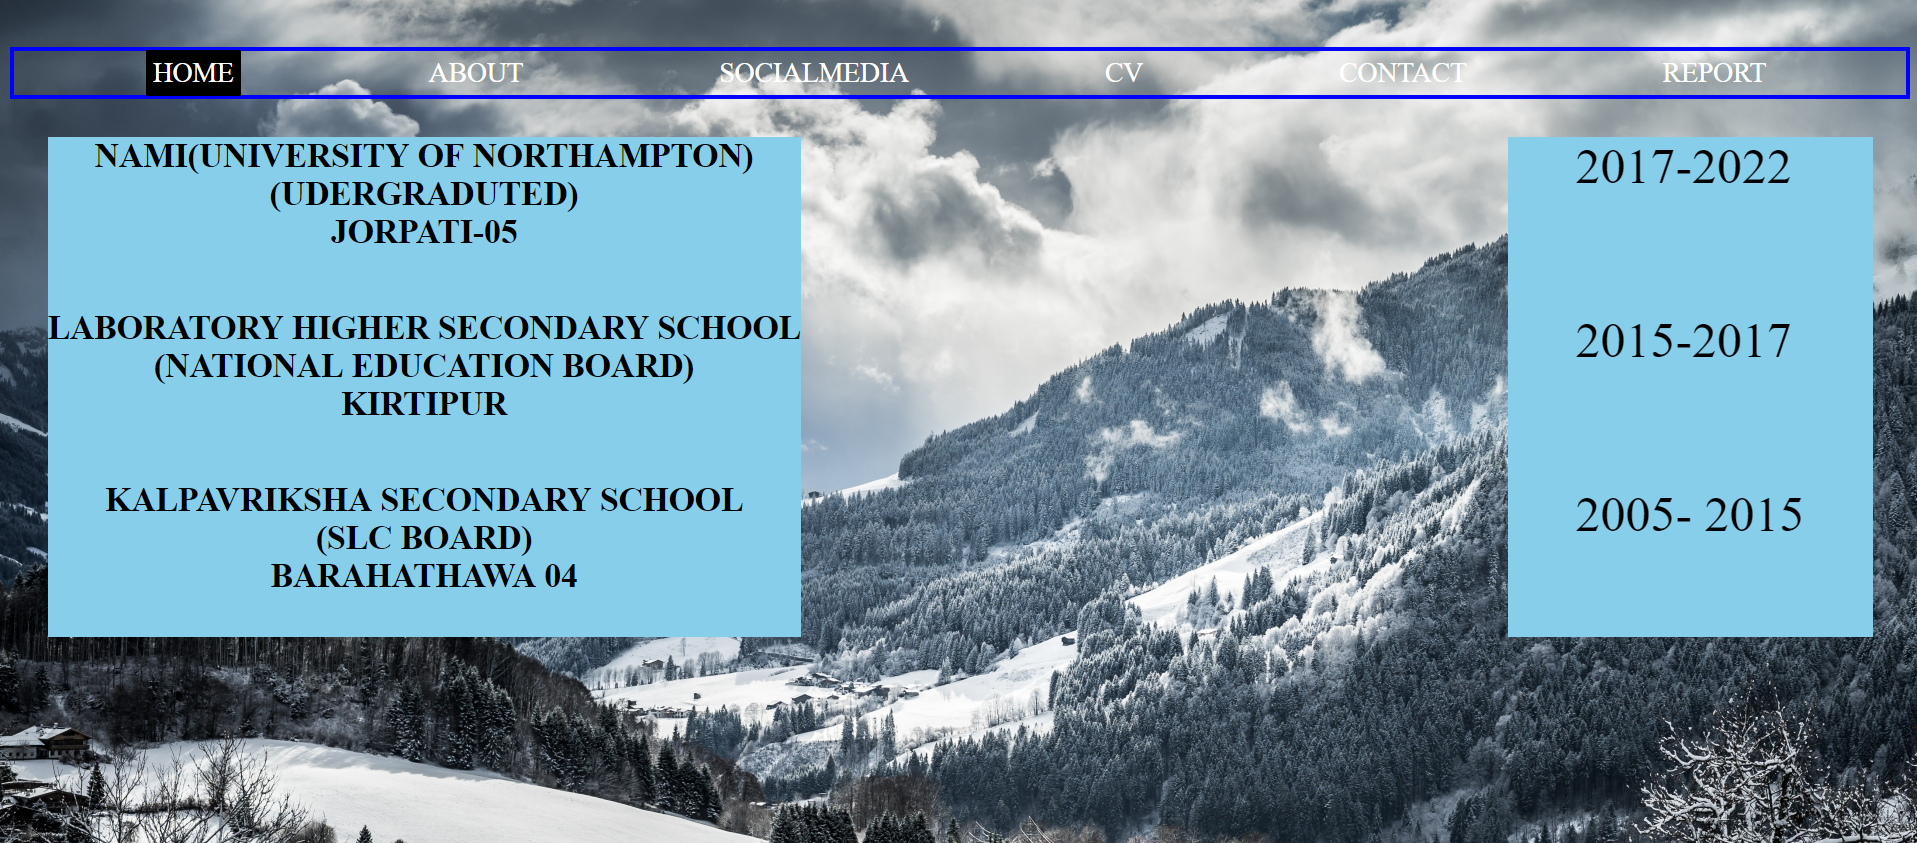 HOME ABOUT SOCIALMEDIA CV CONTACT REPORT
NAMI(UNIVERSITY OF NORTHAMPTON)
(UDERGRADUTED)
JORPATI-05
2017-2022
LABORATORY HIGHER SECONDARY SCHOOL
(NATIONAL EDUCATION BOARD)
KIRTIPUR
2015-2017
KALPAVRIKSHA SECONDARY SCHOOL
(SLC BOARD)
BARAHATHAWA 04
2005- 2015